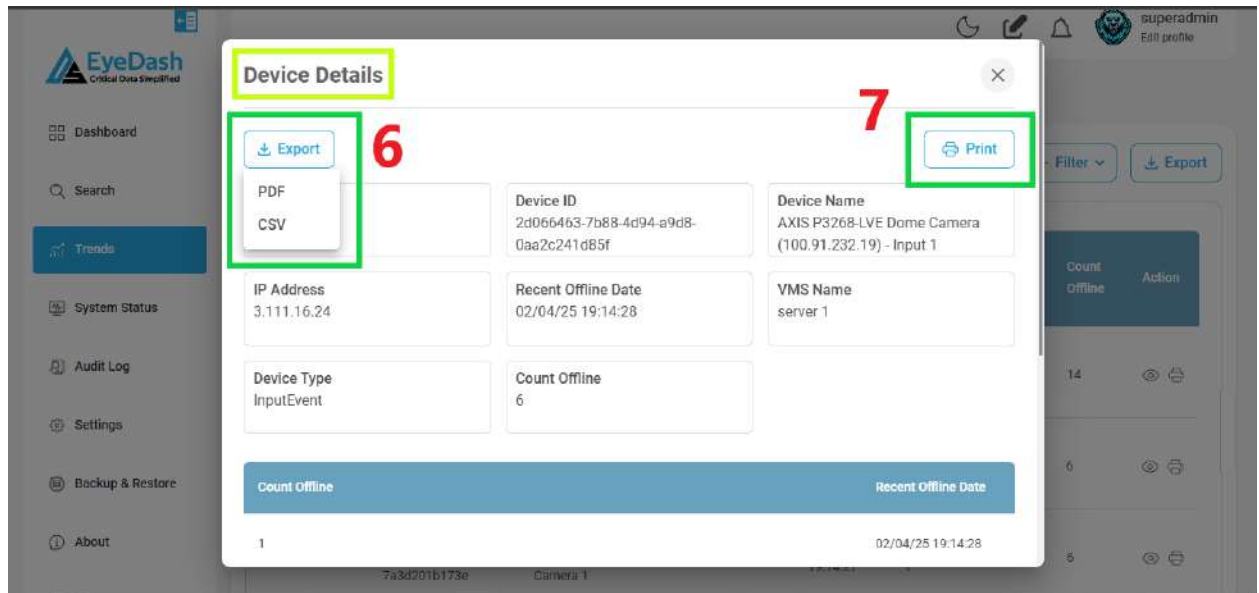 superadmin
Edit profile
EyeDash
Critical Data Simplified
Dashboard
Search
Trends
System Status
Audit Log
Settings
Backup & Restore
About
Device Details
6
7
Export
PDF
CSV
Print
Filter
Export
Device ID
2d066463-7b88-4d94-a9d8-
0aa2c241d85f
Device Name
AXIS P3268-LVE Dome Camera
(100.91.232.19) - Input 1
IP Address
3.111.16.24
Recent Offline Date
02/04/25 19:14:28
VMS Name
server 1
Device Type
InputEvent
Count Offline
6
Count Offline
Recent Offline Date
1
02/04/25 19:14:28
Count
Offline
Action
14
6
6
7a3d201b173e
Camera 1